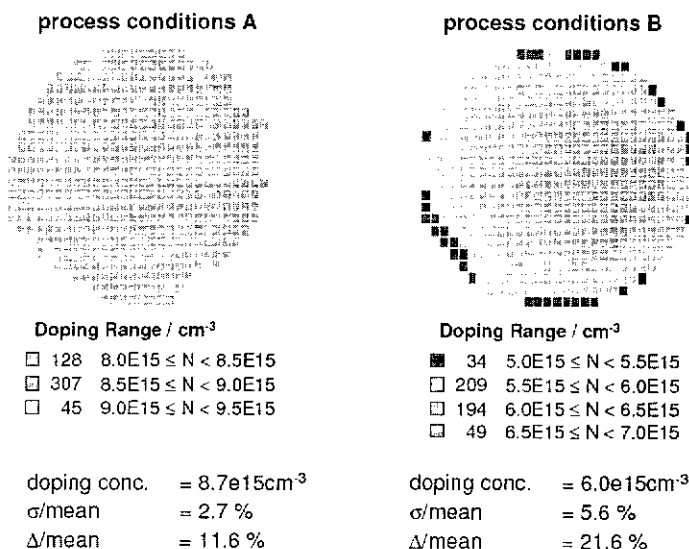 process conditions A
Doping Range / cm-3
128 8.0E15 ≤ N < 8.5E15
307 8.5E15 ≤ N < 9.0E15
45 9.0E15 ≤ N < 9.5E15
doping conc. = 8.7e15cm-3
σ/mean = 2.7 %
Δ/mean = 11.6 %
process conditions B
Doping Range / cm-3
34 5.0E15 ≤ N < 5.5E15
209 5.5E15 ≤ N < 6.0E15
194 6.0E15 ≤ N < 6.5E15
49 6.5E15 ≤ N < 7.0E15
doping conc. = 6.0e15cm-3
σ/mean = 5.6 %
Δ/mean = 21.6 %